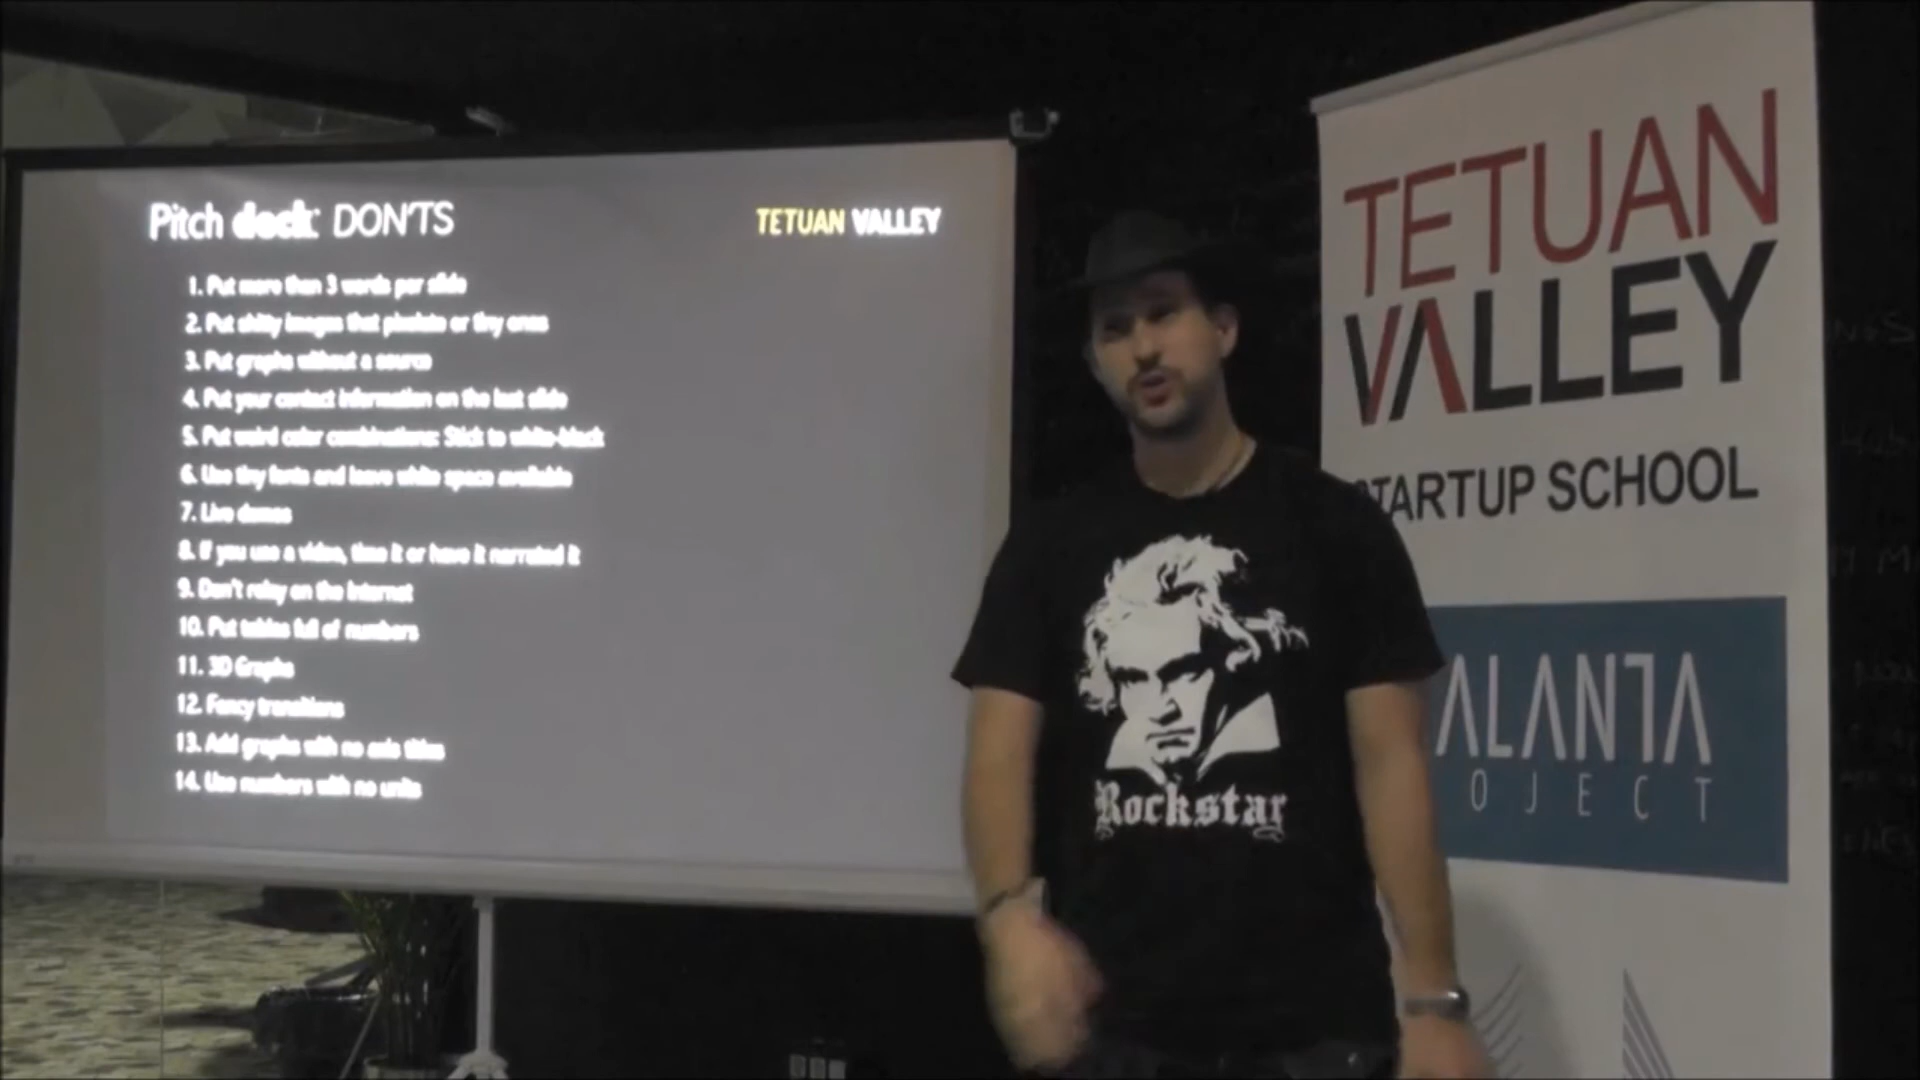 Pitch deck: DON'TS
TETUAN VALLEY
1. Put more than 3 words per slide
2. Put shitty images that pixelate or tiny ones
3. Put graphs without a source
4. Put your contact information on the last slide
5. Put weird color combinations: Stick to white-black
6. Use tiny fonts and leave white space available
7. Live demos
8. If you use a video, time it or have it narrated it
9. Don't relay on the Internet
10. Put tables full of numbers
11. 3D Graphs
12. Fancy transitions
13. Add graphs with no axis titles
14. Use numbers with no units
Rockstar
TETUAN
VALLEY
STARTUP SCHOOL
ALANTA
OJECT